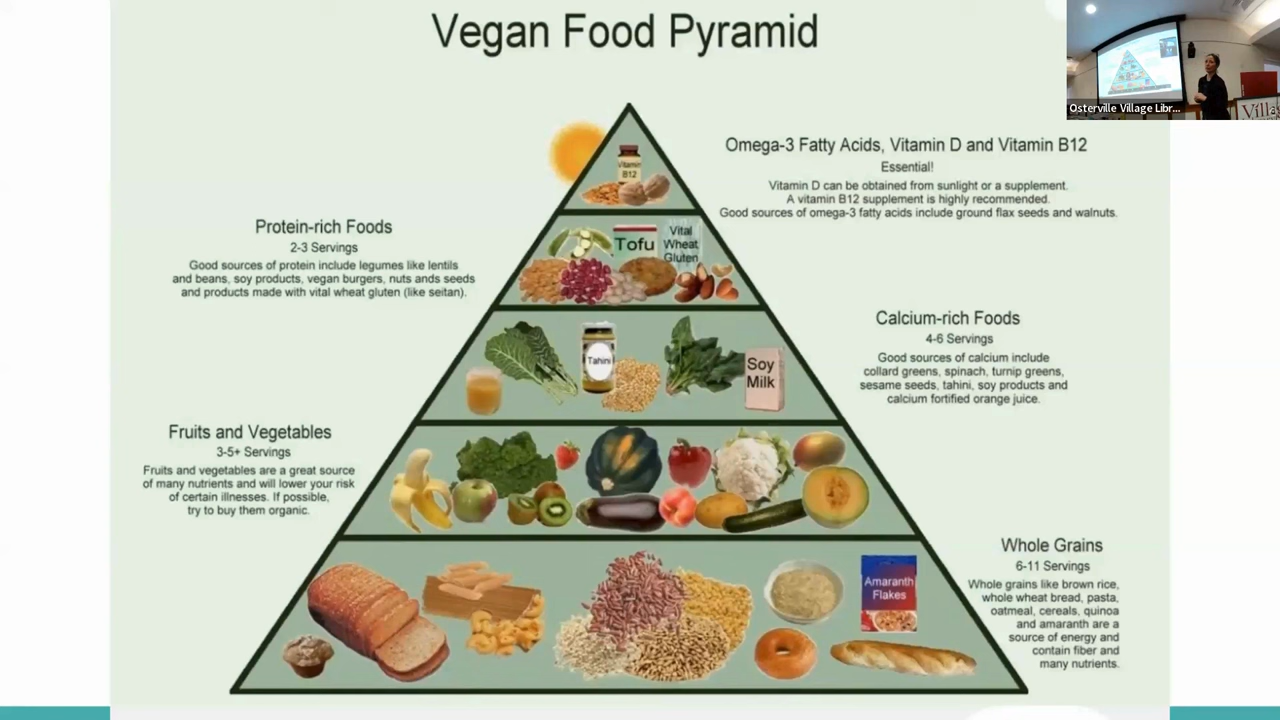 Vegan Food Pyramid
Osterville Village Libr...
Villa
Omega-3 Fatty Acids, Vitamin D and Vitamin B12
Essential!
Vitamin D can be obtained from sunlight or a supplement.
A vitamin B12 supplement is highly recommended.
Good sources of omega-3 fatty acids include ground flax seeds and walnuts.
Vitamin
B12
Protein-rich Foods
2-3 Servings
Good sources of protein include legumes like lentils
and beans, soy products, vegan burgers, nuts ands seeds
and products made with vital wheat gluten (like seitan).
Tofu
Vital
Wheat
Gluten
Calcium-rich Foods
4-6 Servings
Good sources of calcium include
collard greens, spinach, turnip greens,
sesame seeds, tahini, soy products and
calcium fortified orange juice.
Tahini
Soy
Milk
Fruits and Vegetables
3-5+ Servings
Fruits and vegetables are a great source
of many nutrients and will lower your risk
of certain illnesses. If possible,
try to buy them organic.
Whole Grains
6-11 Servings
Whole grains like brown rice,
whole wheat bread, pasta,
oatmeal, cereals, quinoa
and amaranth are a
source of energy and
contain fiber and
many nutrients.
Amaranth
Flakes